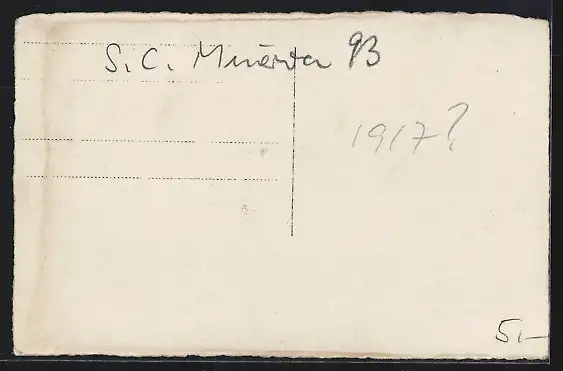 S.C. Minerva 93
1917?
5,-